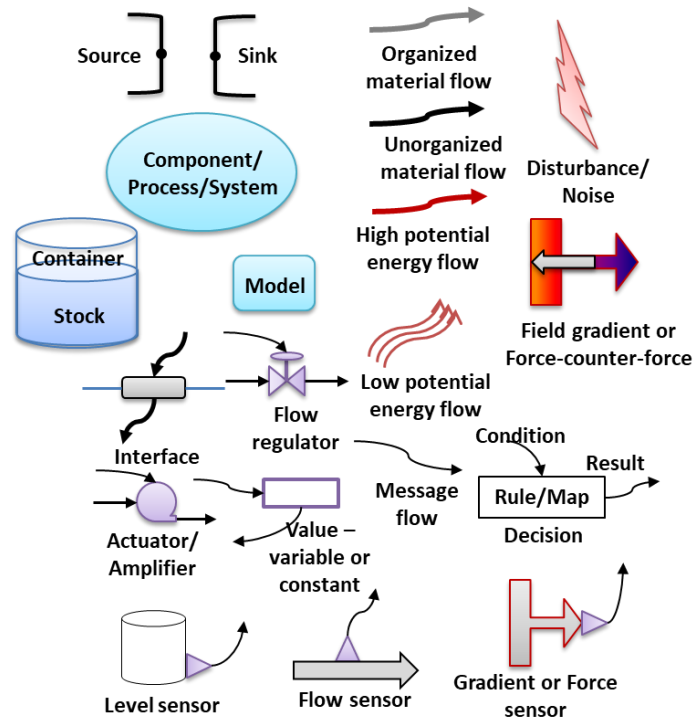 Source
Sink
Organized
material flow
Unorganized
material flow
Disturbance/
Noise
Component/
Process/System
High potential
energy flow
Container
Stock
Model
Field gradient or
Force-counter-force
Low potential
energy flow
Flow
regulator
Interface
Condition
Result
Message
flow
Rule/Map
Decision
Actuator/
Amplifier
Value –
variable or
constant
Level sensor
Flow sensor
Gradient or Force
sensor